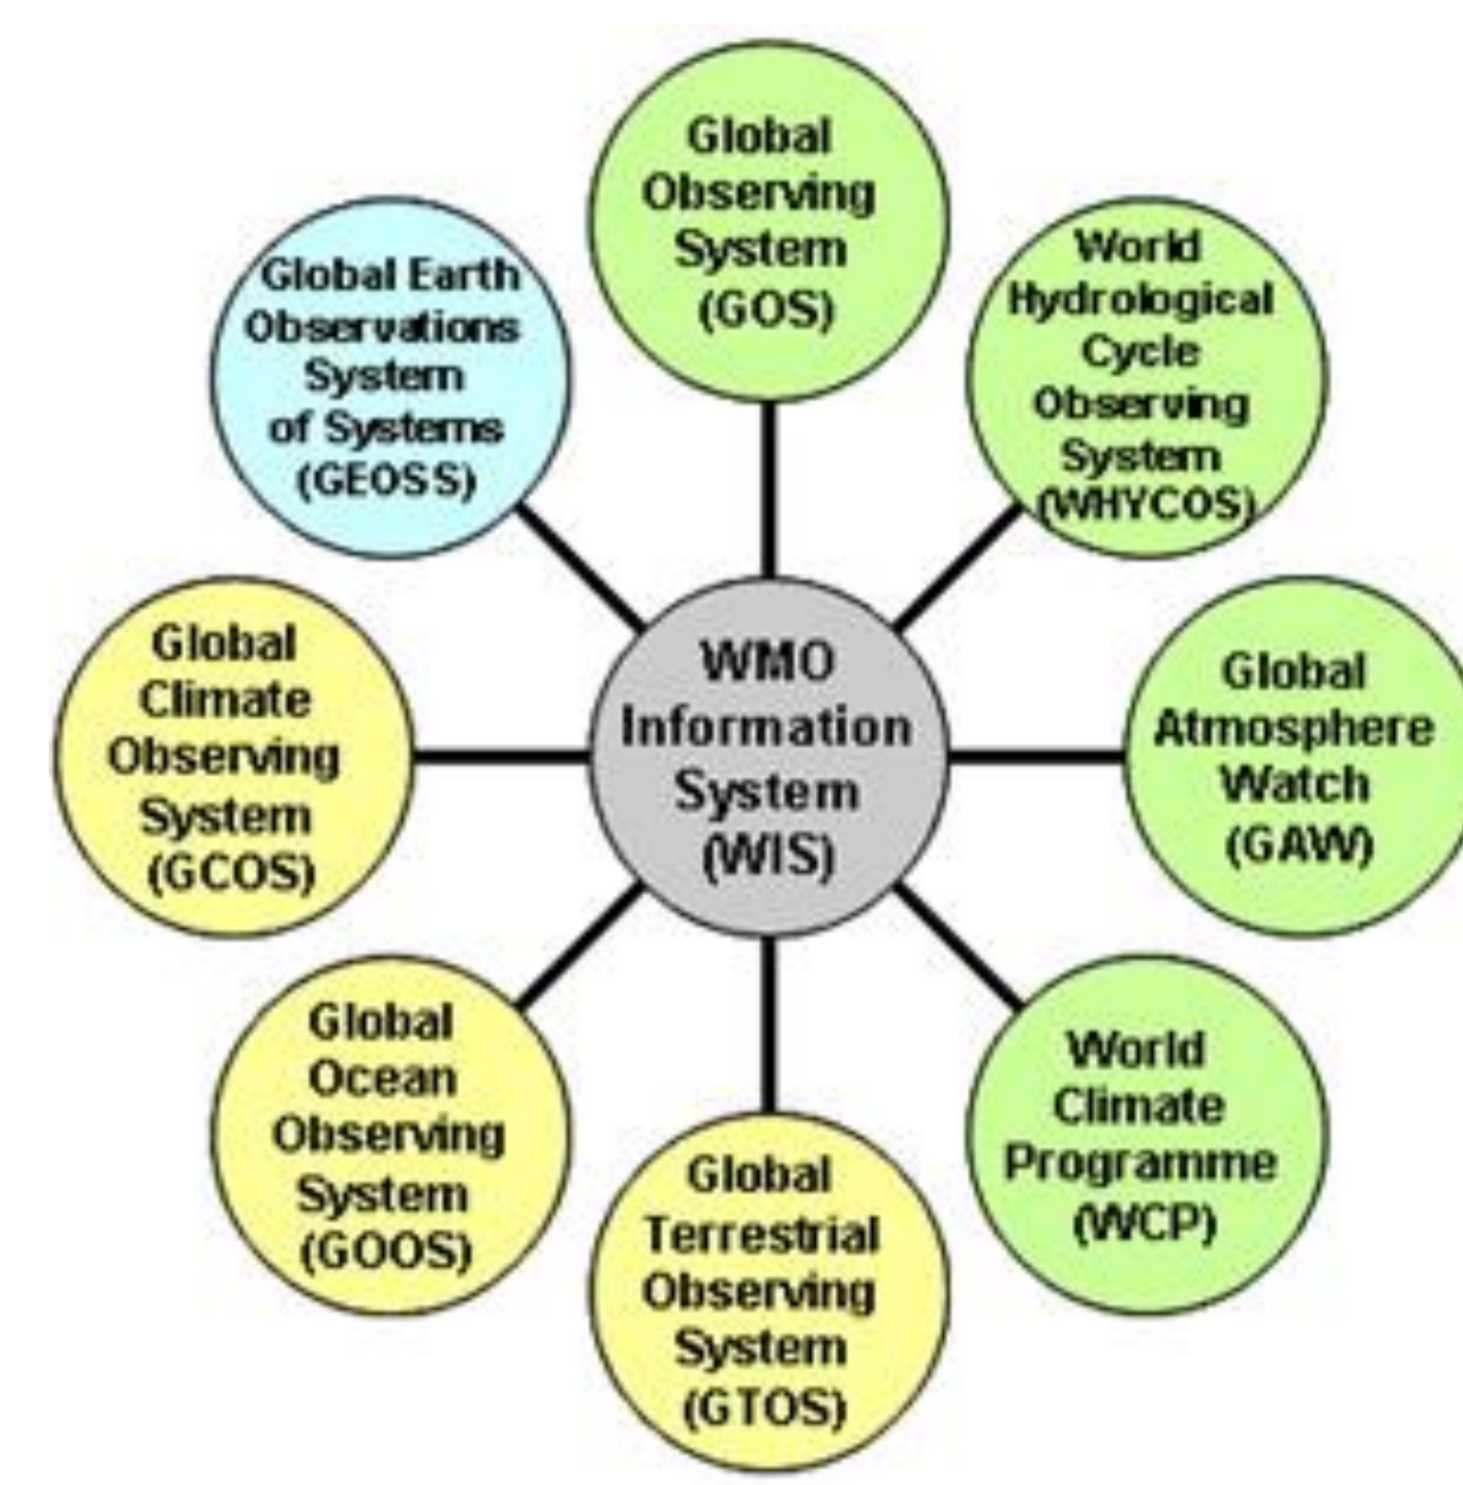 Global
Observing
System
(GOS)
World
Hydrological
Cycle
Observing
System
(WHYCOS)
Global Earth
Observations
System
of Systems
(GEOSS)
WMO
Information
System
(WIS)
Global
Atmosphere
Watch
(GAW)
Global
Climate
Observing
System
(GCOS)
World
Climate
Programme
(WCP)
Global
Ocean
Observing
System
(GOOS)
Global
Terrestrial
Observing
System
(GTOS)